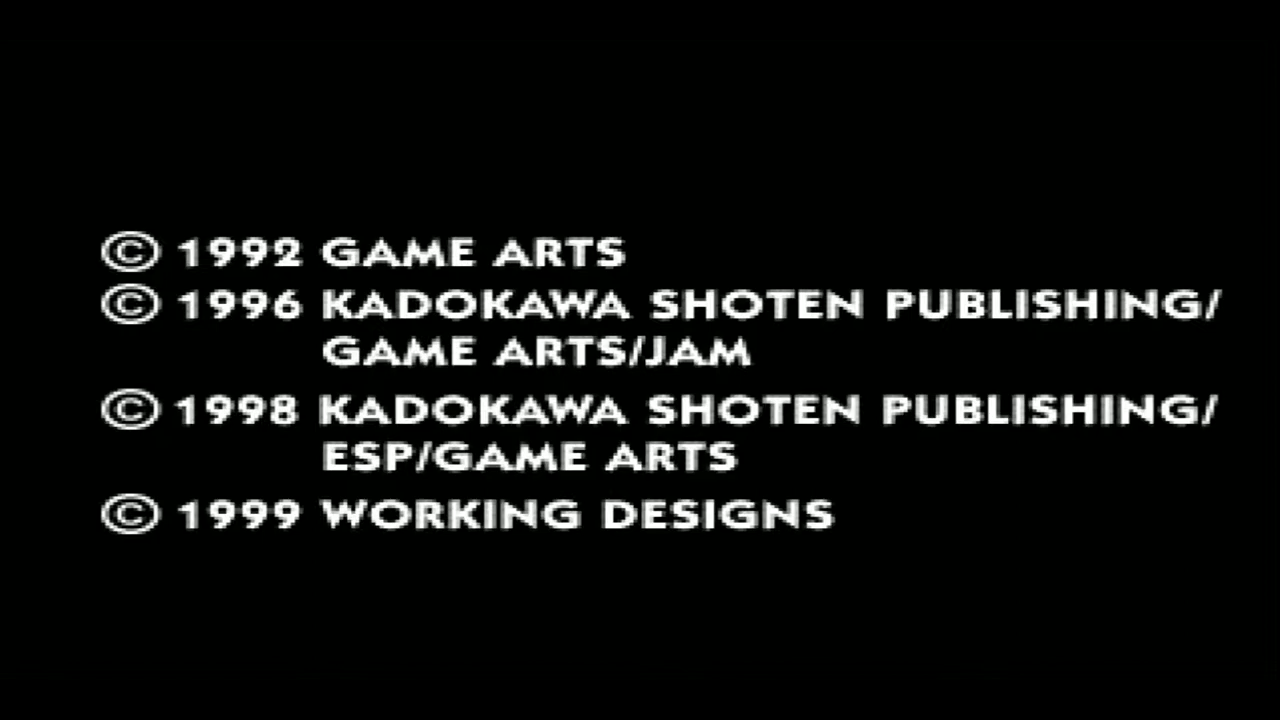 © 1992 GAME ARTS
© 1996 KADOKAWA SHOTEN PUBLISHING/
GAME ARTS/JAM
© 1998 KADOKAWA SHOTEN PUBLISHING/
ESP/GAME ARTS
© 1999 WORKING DESIGNS